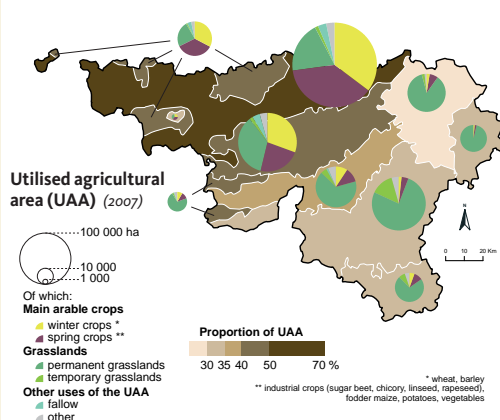 Utilised agricultural
area (UAA) (2007)
100 000 ha
10 000
1 000
Of which:
Main arable crops
winter crops *
spring crops **
Grasslands
permanent grasslands
temporary grasslands
Other uses of the UAA
fallow
other
Proportion of UAA
30 35 40 50 70 %
N
0 10 20 Km
* wheat, barley
** industrial crops (sugar beet, chicory, linseed, rapeseed),
fodder maize, potatoes, vegetables